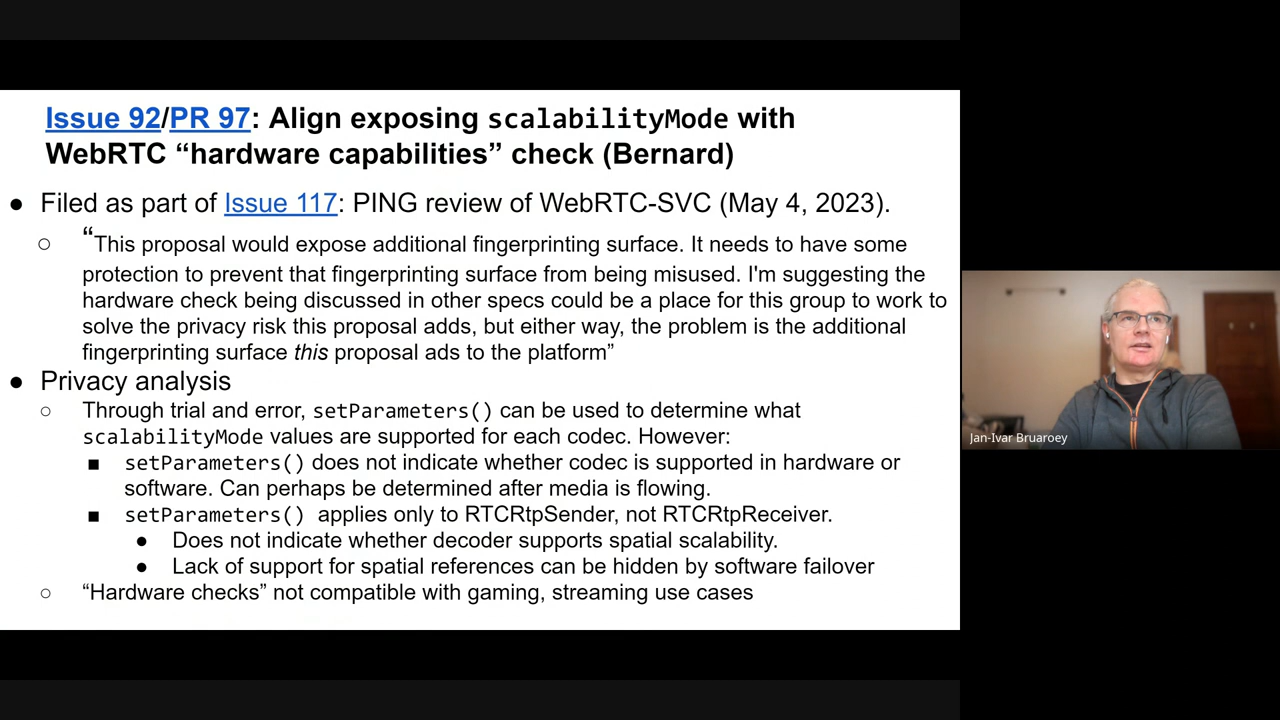 Issue 92/PR 97: Align exposing scalabilityMode with
WebRTC “hardware capabilities” check (Bernard)
● Filed as part of Issue 117: PING review of WebRTC-SVC (May 4, 2023).
○ “This proposal would expose additional fingerprinting surface. It needs to have some
protection to prevent that fingerprinting surface from being misused. I'm suggesting the
hardware check being discussed in other specs could be a place for this group to work to
solve the privacy risk this proposal adds, but either way, the problem is the additional
fingerprinting surface this proposal ads to the platform”
● Privacy analysis
○ Through trial and error, setParameters() can be used to determine what
scalabilityMode values are supported for each codec. However:
■ setParameters() does not indicate whether codec is supported in hardware or
software. Can perhaps be determined after media is flowing.
■ setParameters() applies only to RTCRtpSender, not RTCRtpReceiver.
● Does not indicate whether decoder supports spatial scalability.
● Lack of support for spatial references can be hidden by software failover
○ “Hardware checks” not compatible with gaming, streaming use cases
Jan-Ivar Bruaroey